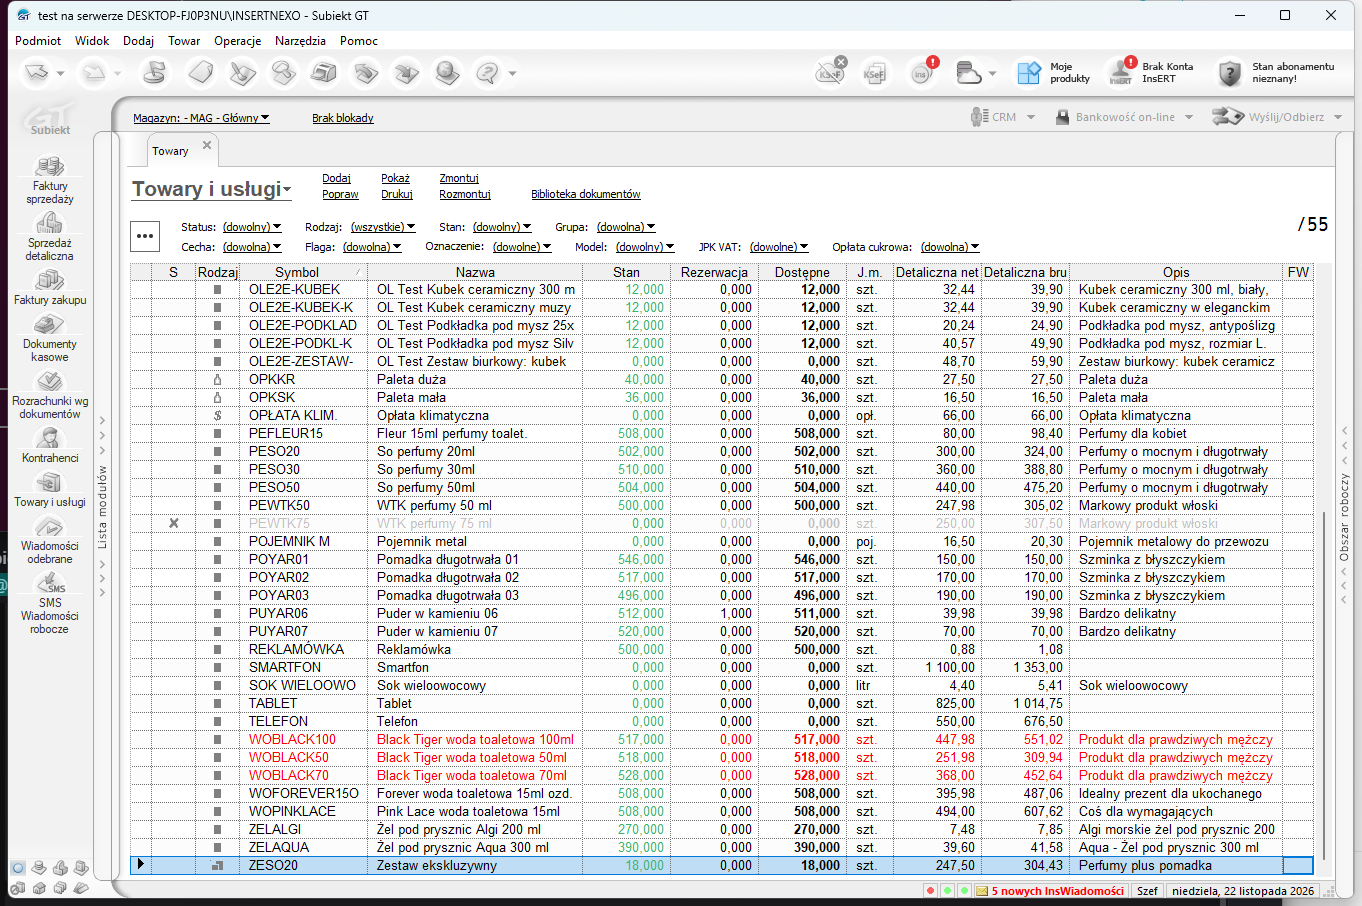 test na serwerze DESKTOP-FJ0P3NU\INSERTNEXO - Subiekt GT
Podmiot Widok Dodaj Towar Operacje Narzędzia Pomoc
KSeF KSeF ins Moje produkty InsERT Brak Konta InsERT Stan abonamentu nieznany!
GT Subiekt
Magazyn: - MAG - Główny Brak blokady CRM Bankowość on-line Wyślij/Odbierz
Faktury sprzedaży
Sprzedaż detaliczna
Faktury zakupu
Dokumenty kasowe
Rozrachunki wg dokumentów
Kontrahenci
Towary i usługi
Wiadomości odebrane
SMS
SMS Wiadomości robocze
Lista modułów
Towary
Towary i usługi
Dodaj Pokaż Zmontuj
Popraw Drukuj Rozmontuj Biblioteka dokumentów
/55
Status: (dowolny) Rodzaj: (wszystkie) Stan: (dowolny) Grupa: (dowolna)
Cecha: (dowolna) Flaga: (dowolna) Oznaczenie: (dowolne) Model: (dowolny) JPK VAT: (dowolne) Opłata cukrowa: (dowolna)
S Rodzaj Symbol Nazwa Stan Rezerwacja Dostępne J.m. Detaliczna net Detaliczna bru Opis FW
OLE2E-KUBEK OL Test Kubek ceramiczny 300 m 12,000 0,000 12,000 szt. 32,44 39,90 Kubek ceramiczny 300 ml, biały,
OLE2E-KUBEK-K OL Test Kubek ceramiczny muzy 12,000 0,000 12,000 szt. 32,44 39,90 Kubek ceramiczny w eleganckim
OLE2E-PODKLAD OL Test Podkładka pod mysz 25x 12,000 0,000 12,000 szt. 20,24 24,90 Podkładka pod mysz, antypoślizg
OLE2E-PODKL-K OL Test Podkładka pod mysz Silv 12,000 0,000 12,000 szt. 40,57 49,90 Podkładka pod mysz, rozmiar L.
OLE2E-ZESTAW- OL Test Zestaw biurkowy: kubek 0,000 0,000 0,000 szt. 48,70 59,90 Zestaw biurkowy: kubek ceramicz
OPKKR Paleta duża 40,000 0,000 40,000 szt. 27,50 27,50 Paleta duża
OPKSK Paleta mała 36,000 0,000 36,000 szt. 16,50 16,50 Paleta mała
$ OPŁATA KLIM. Opłata klimatyczna 0,000 0,000 0,000 opł. 66,00 66,00 Opłata klimatyczna
PEFLEUR15 Fleur 15ml perfumy toalet. 508,000 0,000 508,000 szt. 80,00 98,40 Perfumy dla kobiet
PESO20 So perfumy 20ml 502,000 0,000 502,000 szt. 300,00 324,00 Perfumy o mocnym i długotrwały
PESO30 So perfumy 30ml 510,000 0,000 510,000 szt. 360,00 388,80 Perfumy o mocnym i długotrwały
PESO50 So perfumy 50ml 504,000 0,000 504,000 szt. 440,00 475,20 Perfumy o mocnym i długotrwały
PEWTK50 WTK perfumy 50 ml 500,000 0,000 500,000 szt. 247,98 305,02 Markowy produkt włoski
X PEWTK75 WTK perfumy 75 ml 0,000 0,000 0,000 szt. 250,00 307,50 Markowy produkt włoski
POJEMNIK M Pojemnik metal 0,000 0,000 0,000 poj. 16,50 20,30 Pojemnik metalowy do przewozu
POYAR01 Pomadka długotrwała 01 546,000 0,000 546,000 szt. 150,00 150,00 Szminka z błyszczykiem
POYAR02 Pomadka długotrwała 02 517,000 0,000 517,000 szt. 170,00 170,00 Szminka z błyszczykiem
POYAR03 Pomadka długotrwała 03 496,000 0,000 496,000 szt. 190,00 190,00 Szminka z błyszczykiem
PUYAR06 Puder w kamieniu 06 512,000 1,000 511,000 szt. 39,98 39,98 Bardzo delikatny
PUYAR07 Puder w kamieniu 07 520,000 0,000 520,000 szt. 70,00 70,00 Bardzo delikatny
REKLAMÓWKA Reklamówka 500,000 0,000 500,000 szt. 0,88 1,08
SMARTFON Smartfon 0,000 0,000 0,000 szt. 1 100,00 1 353,00
SOK WIELOOWO Sok wieloowocowy 0,000 0,000 0,000 litr 4,40 5,41 Sok wieloowocowy
TABLET Tablet 0,000 0,000 0,000 szt. 825,00 1 014,75
TELEFON Telefon 0,000 0,000 0,000 szt. 550,00 676,50
WOBLACK100 Black Tiger woda toaletowa 100ml 517,000 0,000 517,000 szt. 447,98 551,02 Produkt dla prawdziwych mężczy
WOBLACK50 Black Tiger woda toaletowa 50ml 518,000 0,000 518,000 szt. 251,98 309,94 Produkt dla prawdziwych mężczy
WOBLACK70 Black Tiger woda toaletowa 70ml 528,000 0,000 528,000 szt. 368,00 452,64 Produkt dla prawdziwych mężczy
WOFOREVER15O Forever woda toaletowa 15ml ozd. 508,000 0,000 508,000 szt. 395,98 487,06 Idealny prezent dla ukochanego
WOPINKLACE Pink Lace woda toaletowa 15ml 508,000 0,000 508,000 szt. 494,00 607,62 Coś dla wymagających
ZELALGI Żel pod prysznic Algi 200 ml 270,000 0,000 270,000 szt. 7,48 7,85 Algi morskie żel pod prysznic 200
ZELAQUA Żel pod prysznic Aqua 300 ml 390,000 0,000 390,000 szt. 39,60 41,58 Aqua - Żel pod prysznic 300 ml
ZESO20 Zestaw ekskluzywny 18,000 0,000 18,000 szt. 247,50 304,43 Perfumy plus pomadka
Obszar roboczy
5 nowych InsWiadomości Szef niedziela, 22 listopada 2026